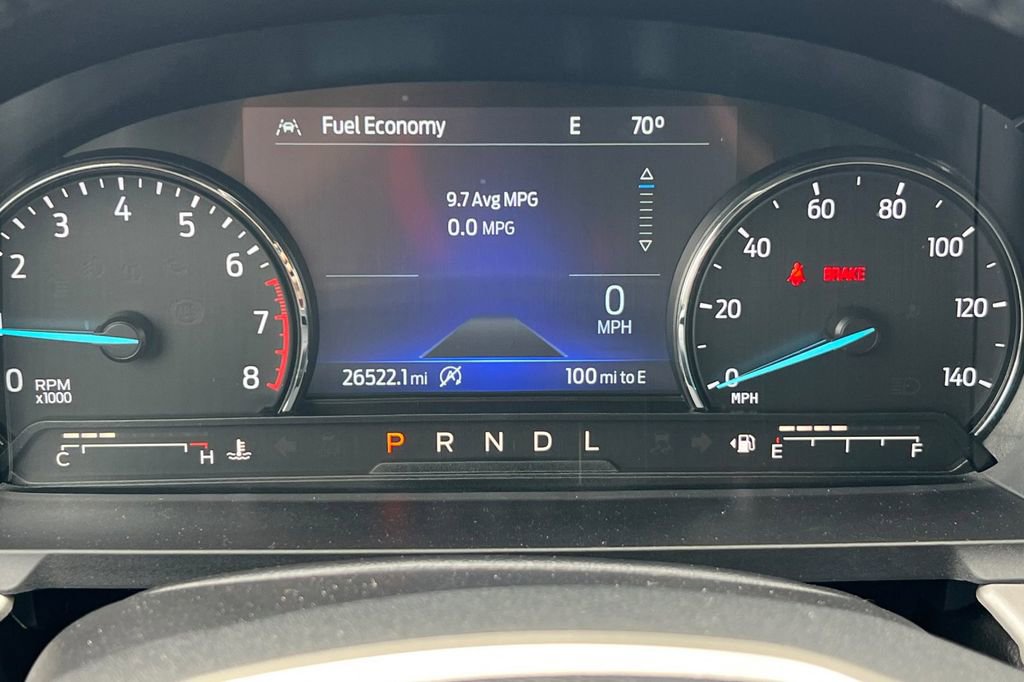 Fuel Economy E 70°
9.7 Avg MPG
0.0 MPG
0
MPH
26522.1 mi 100 mi to E
0 2 3 4 5 6 7 8
RPM
x1000
0 20 40 60 80 100 120 140
MPH
BRAKE
C H
P R N D L
E F